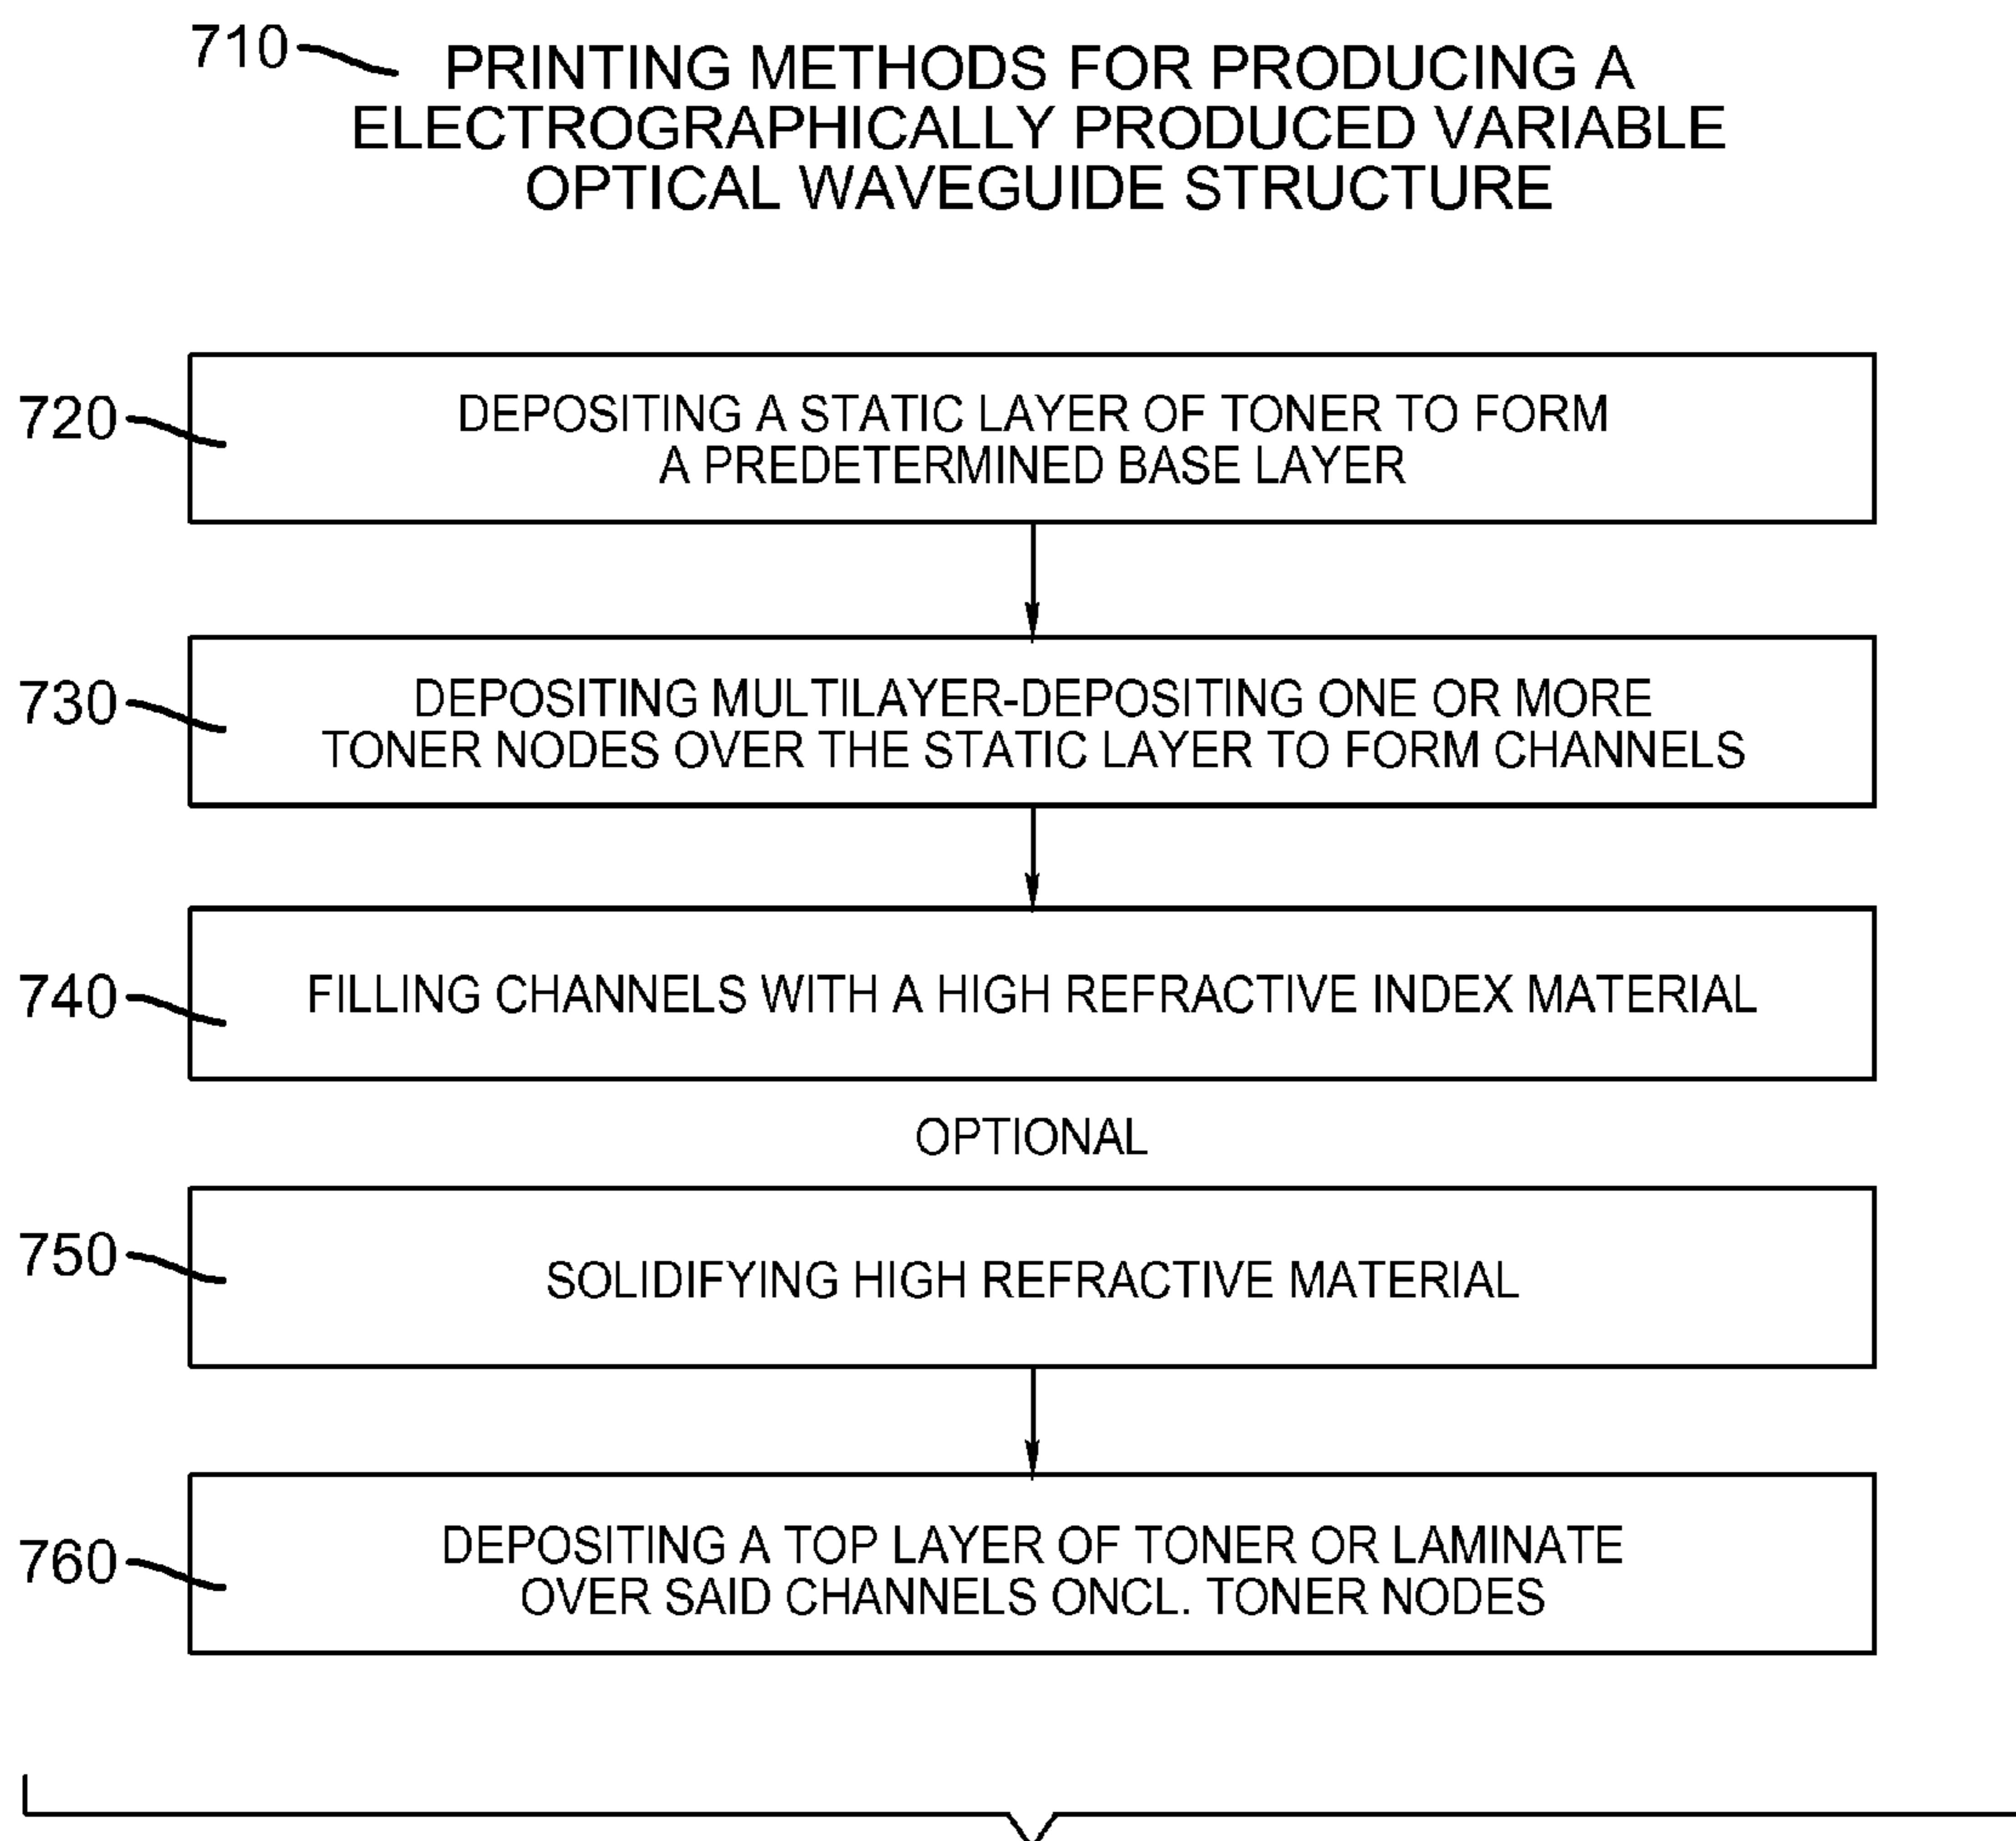 710
PRINTING METHODS FOR PRODUCING A
ELECTROGRAPHICALLY PRODUCED VARIABLE
OPTICAL WAVEGUIDE STRUCTURE
720
DEPOSITING A STATIC LAYER OF TONER TO FORM
A PREDETERMINED BASE LAYER
730
DEPOSITING MULTILAYER-DEPOSITING ONE OR MORE
TONER NODES OVER THE STATIC LAYER TO FORM CHANNELS
740
FILLING CHANNELS WITH A HIGH REFRACTIVE INDEX MATERIAL
OPTIONAL
750
SOLIDIFYING HIGH REFRACTIVE MATERIAL
760
DEPOSITING A TOP LAYER OF TONER OR LAMINATE
OVER SAID CHANNELS ONCL. TONER NODES